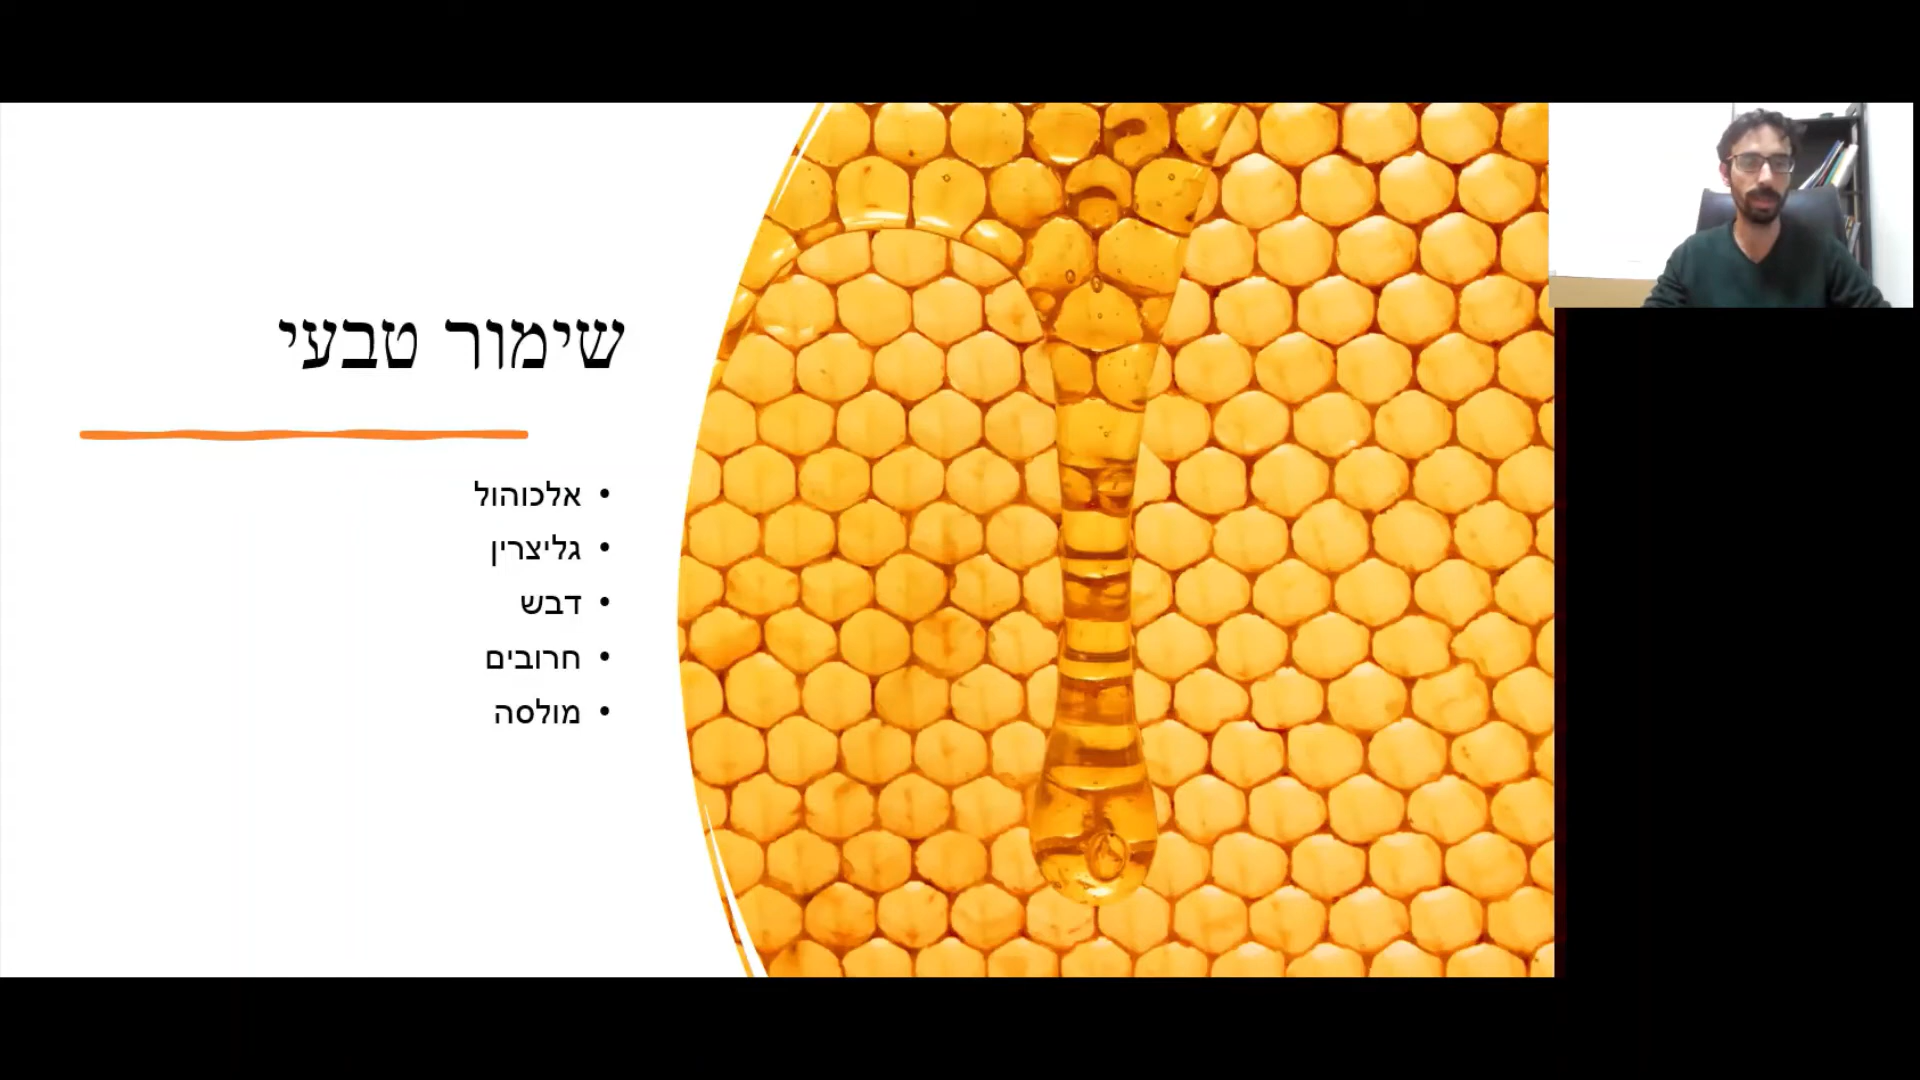 שימור טבעי
• אלכוהול
• גליצרין
• דבש
• חרובים
• מולסה